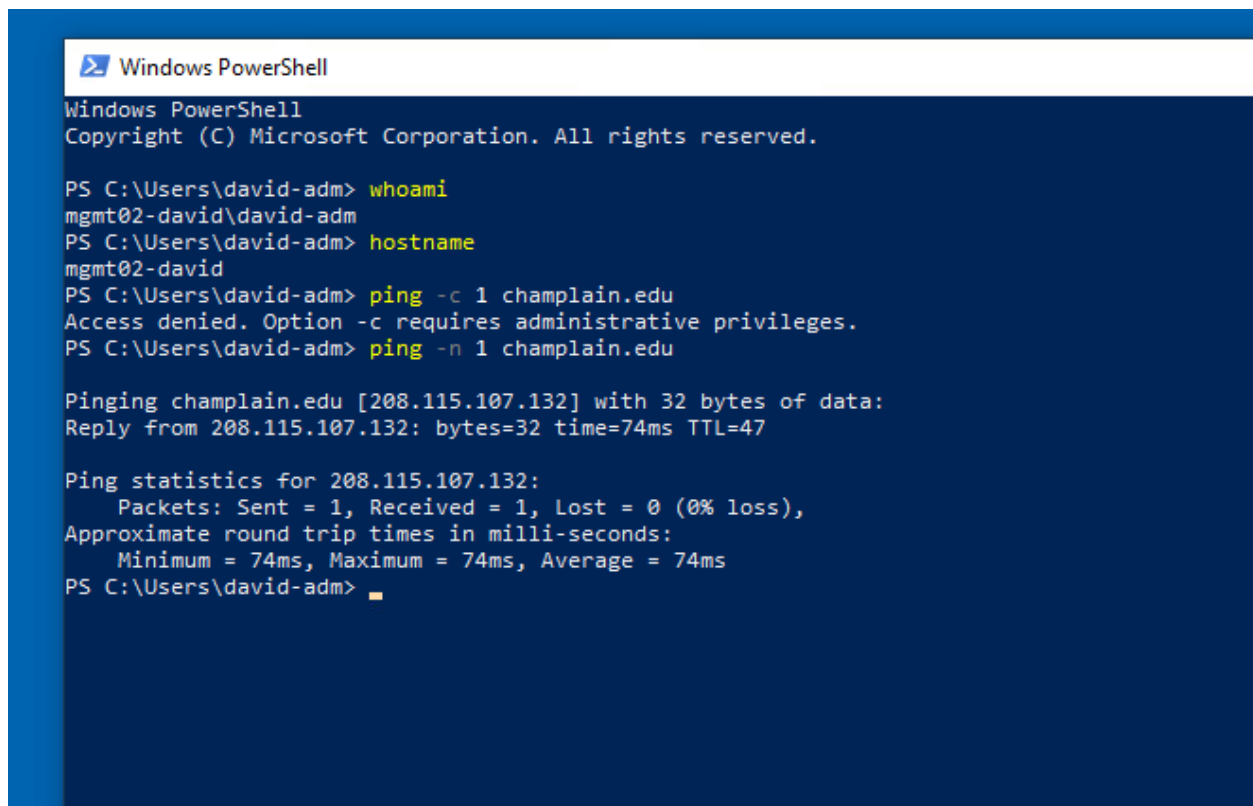 Windows PowerShell
Windows PowerShell
Copyright (C) Microsoft Corporation. All rights reserved.
PS C:\Users\david-adm> whoami
mgmt02-david\david-adm
PS C:\Users\david-adm> hostname
mgmt02-david
PS C:\Users\david-adm> ping -c 1 champlain.edu
Access denied. Option -c requires administrative privileges.
PS C:\Users\david-adm> ping -n 1 champlain.edu
Pinging champlain.edu [208.115.107.132] with 32 bytes of data:
Reply from 208.115.107.132: bytes=32 time=74ms TTL=47
Ping statistics for 208.115.107.132:
    Packets: Sent = 1, Received = 1, Lost = 0 (0% loss),
Approximate round trip times in milli-seconds:
    Minimum = 74ms, Maximum = 74ms, Average = 74ms
PS C:\Users\david-adm>